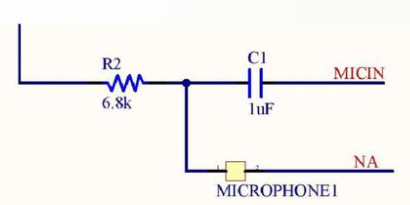 R2
6.8k
C1
1uF
MICIN
1
2
NA
MICROPHONE1